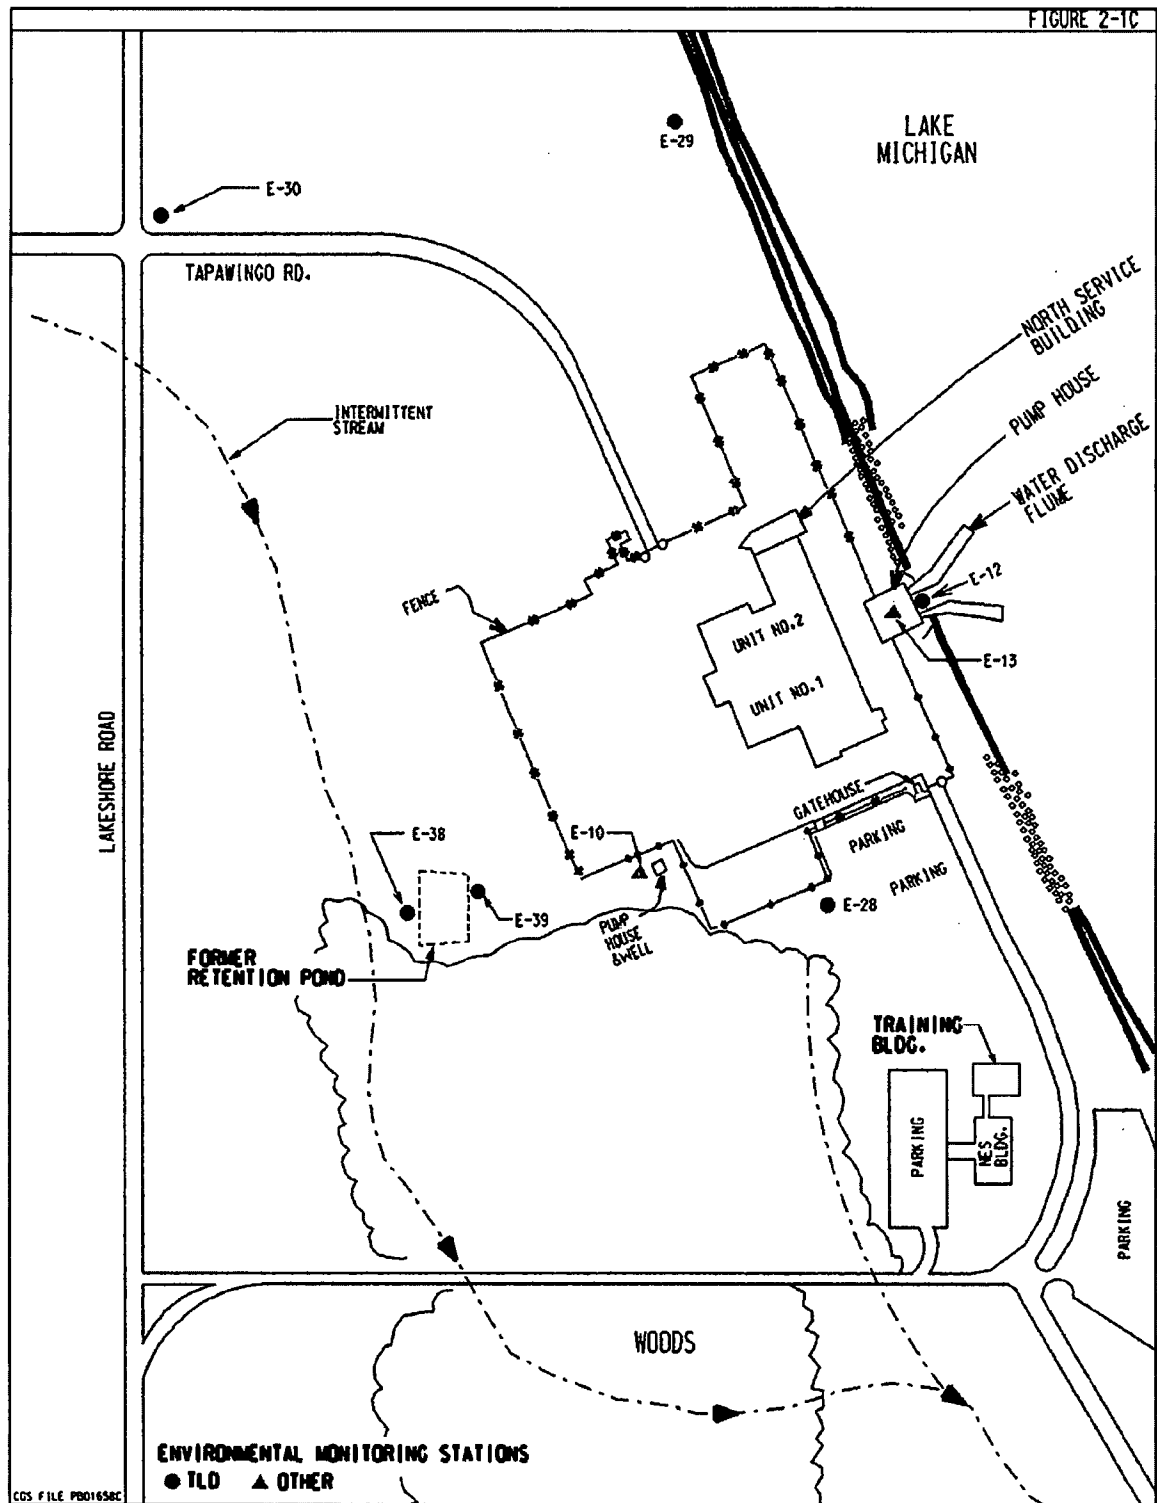 FIGURE 2-1C
LAKE
MICHIGAN
E-29
E-30
TAPAWINGO RD.
NORTH SERVICE
BUILDING
INTERMITTENT
STREAM
PUMP HOUSE
WATER DISCHARGE
FLUME
E-12
FENCE
UNIT NO.2
E-13
UNIT NO.1
LAKESHORE ROAD
GATEHOUSE
E-38
E-10
PARKING
PARKING
E-39
E-28
PUMP
HOUSE
&WELL
FORMER
RETENTION POND
TRAINING
BLDG.
PARKING
NES
BLDG.
PARKING
WOODS
ENVIRONMENTAL MONITORING STATIONS
TLD OTHER
CGS FILE PB01658C